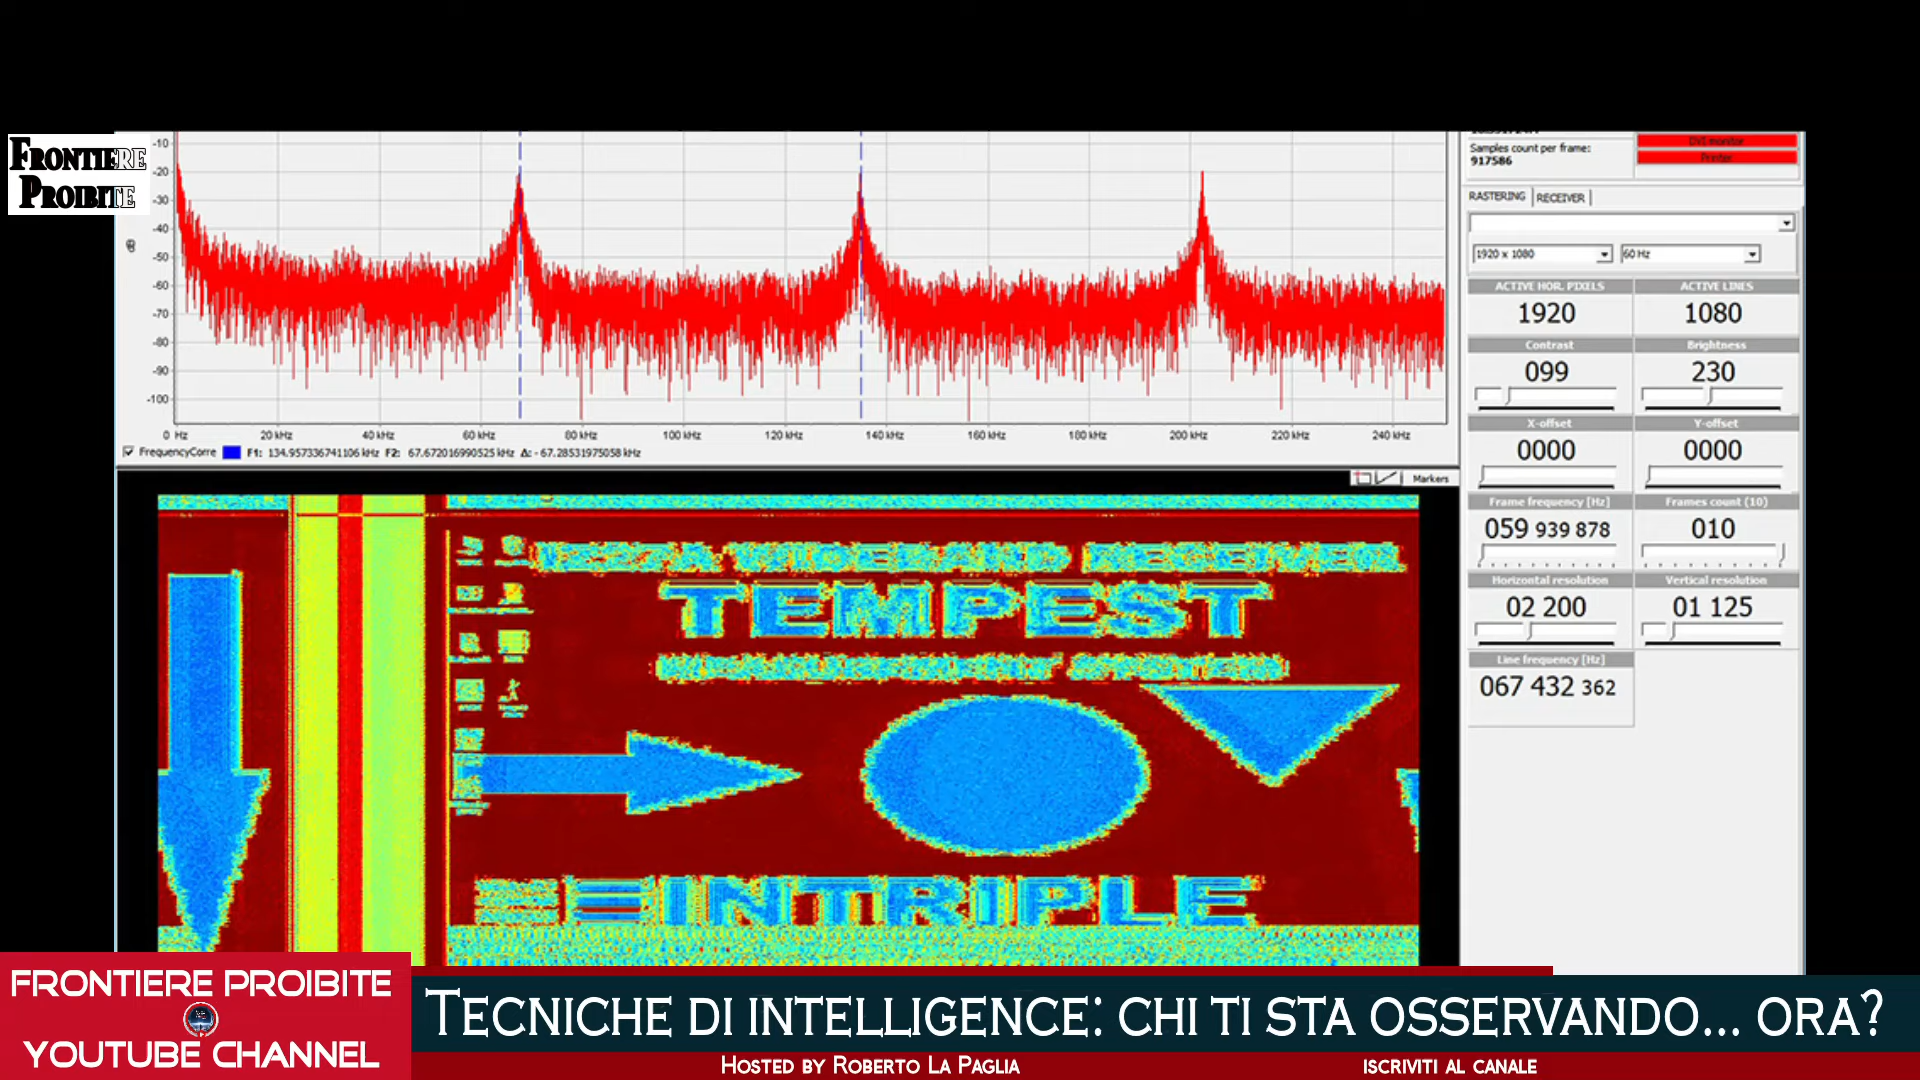 FRONTIERE
PROIBITE
-10
-20
-30
-40
-50
-60
-70
-80
-90
-100
0 Hz 20 kHz 40 kHz 60 kHz 80 kHz 100 kHz 120 kHz 140 kHz 160 kHz 180 kHz 200 kHz 220 kHz 240 kHz
FrequencyCorre F1: 134.957336741106 kHz F2: 67.672016990525 kHz Δ: - 67.28531975058 kHz
Markers
Samples count per frame:
917586
DVI monitor
Printer
RASTERING RECEIVER
1920 x 1080 60 Hz
ACTIVE HOR. PIXELS ACTIVE LINES
1920 1080
Contrast Brightness
099 230
X-offset Y-offset
0000 0000
Frame frequency [Hz] Frames count (10)
059 939 878 010
Horizontal resolution Vertical resolution
02 200 01 125
Line frequency [Hz]
067 432 362
WIDEBAND RECEIVER
TEMPEST
INTRIPLE
FRONTIERE PROIBITE
YOUTUBE CHANNEL
TECNICHE DI INTELLIGENCE: CHI TI STA OSSERVANDO... ORA?
HOSTED BY ROBERTO LA PAGLIA ISCRIVITI AL CANALE